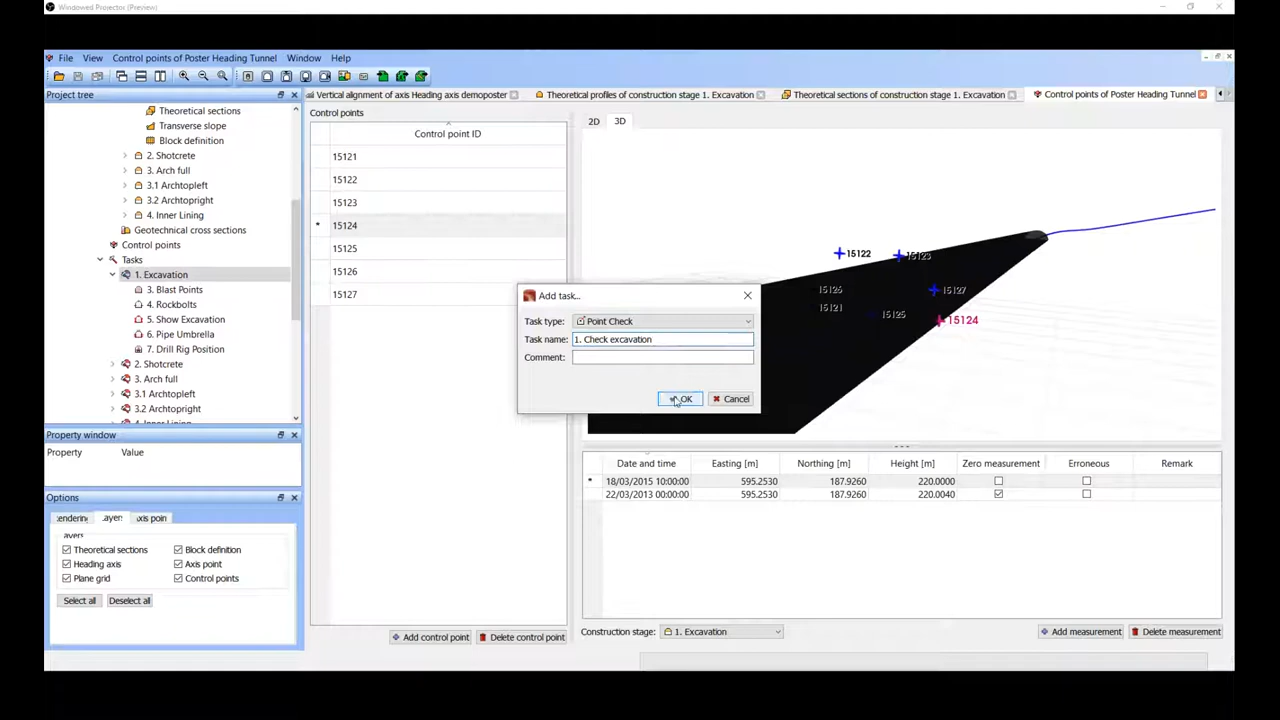 Windowed Projector (Preview)
File View Control points of Poster Heading Tunnel Window Help
Project tree
Vertical alignment of axis Heading axis demoposter
Theoretical profiles of construction stage 1. Excavation
Theoretical sections of construction stage 1. Excavation
Control points of Poster Heading Tunnel
Theoretical sections
Transverse slope
Block definition
2. Shotcrete
3. Arch full
3.1 Archtopleft
3.2 Archtopright
4. Inner Lining
Geotechnical cross sections
Control points
Tasks
1. Excavation
3. Blast Points
4. Rockbolts
5. Show Excavation
6. Pipe Umbrella
7. Drill Rig Position
2. Shotcrete
3. Arch full
3.1 Archtopleft
3.2 Archtopright
Property window
Property Value
Options
Layers
Theoretical sections Block definition
Heading axis Axis point
Plane grid Control points
Select all Deselect all
Control points
Control point ID
15121
15122
15123
* 15124
15125
15126
15127
Add control point Delete control point
2D 3D
15122
15123
15126
15127
15121
15125
15124
Add task...
Task type: Point Check
Task name: 1. Check excavation
Comment:
OK Cancel
Date and time Easting [m] Northing [m] Height [m] Zero measurement Erroneous Remark
* 18/03/2015 10:00:00 595.2530 187.9260 220.0000
22/03/2013 00:00:00 595.2530 187.9260 220.0040
Construction stage: 1. Excavation
Add measurement Delete measurement